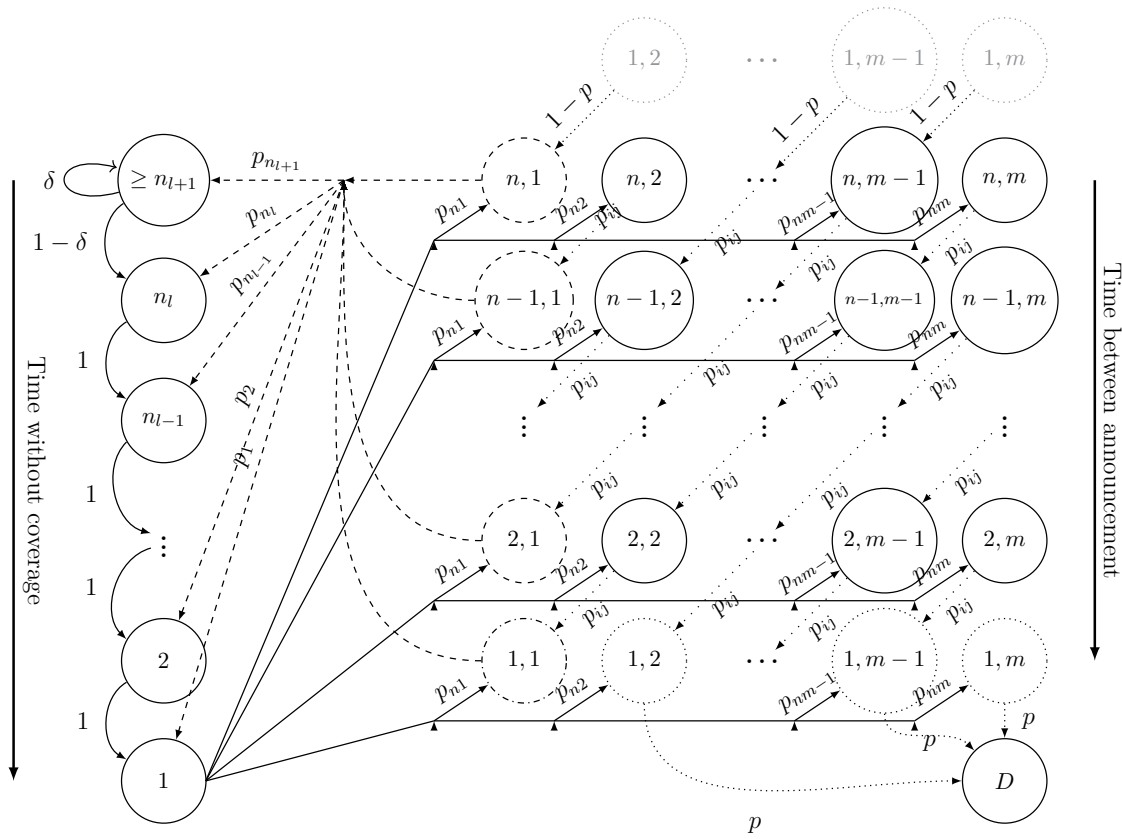 1, 2 ⋯ 1, m − 1 1, m
1 − p 1 − p 1 − p
δ ≥ n_{l+1} p_{n_{l+1}} n, 1 n, 2 ⋯ n, m − 1 n, m
p_{n_l} p_{n1} p_{n2} p_{ij} p_{nm−1} p_{nm}
1 − δ p_{n_{l−1}} p_{ij} p_{ij} p_{ij}
n_l n − 1, 1 n − 1, 2 ⋯ n−1,m−1 n − 1, m
1 p_{n1} p_{n2} p_{nm−1} p_{nm}
p_2 p_{ij} p_{ij} p_{ij} p_{ij}
n_{l−1} ⋮ ⋮ ⋮ ⋮ ⋮
p_1
1 p_{ij} p_{ij} p_{ij} p_{ij}
⋮ 2, 1 2, 2 ⋯ 2, m − 1 2, m
1 p_{n1} p_{n2} p_{nm−1} p_{nm}
p_{ij} p_{ij} p_{ij} p_{ij}
2 1, 1 1, 2 ⋯ 1, m − 1 1, m
1 p_{n1} p_{n2} p_{nm−1} p_{nm}
p p
1 D
p
Time without coverage
Time between announcement